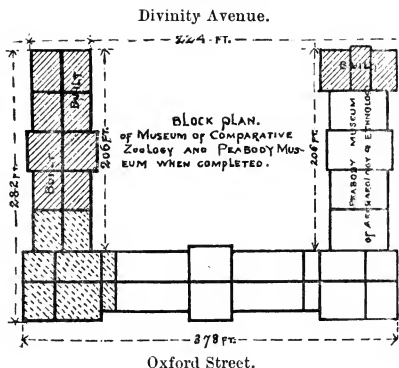 Divinity Avenue.
224 FT.
BUILT
BLOCK PLAN.
OF MUSEUM OF COMPARATIVE
ZOOLOGY AND PEABODY MUS-
EUM WHEN COMPLETED.
BUILT
206 FT.
282 FT.
BUILT
206 FT.
PEABODY MUSEUM
OF ARCHAEOLOGY & ETHNOLOGY
378 FT.
Oxford Street.